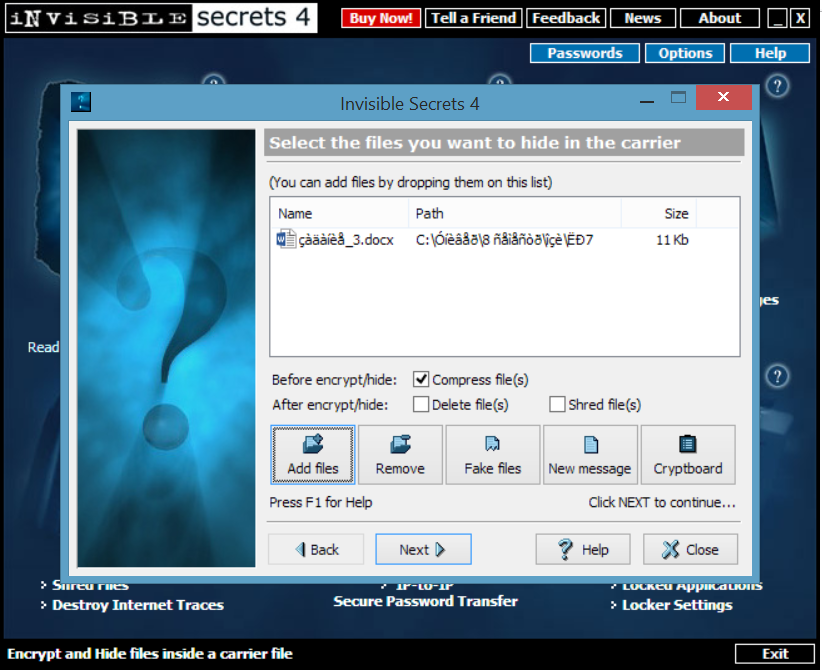 iNViSiBLE secrets 4
Buy Now! Tell a Friend Feedback News About _ X
Passwords Options Help
Invisible Secrets 4
Select the files you want to hide in the carrier
(You can add files by dropping them on this list)
Name Path Size
çàäàíèå_3.docx C:\Óíèâåð\8 ñåìåñòð\îçè\ËÐ7 11 Kb
Before encrypt/hide: Compress file(s)
After encrypt/hide: Delete file(s) Shred file(s)
Add files Remove Fake files New message Cryptboard
Press F1 for Help Click NEXT to continue...
Back Next Help Close
Read
Shred Files IP-to-IP Locked Applications
Destroy Internet Traces Secure Password Transfer Locker Settings
Encrypt and Hide files inside a carrier file Exit